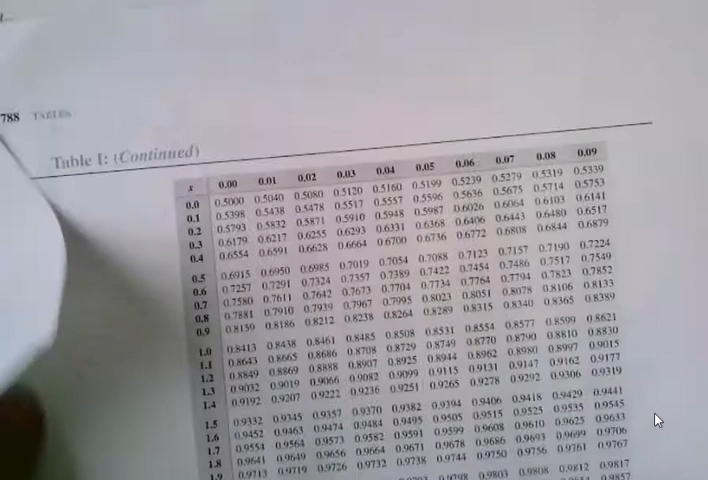 788 TABLES
Table I: (Continued)
z 0.00 0.01 0.02 0.03 0.04 0.05 0.06 0.07 0.08 0.09
0.0 0.5000 0.5040 0.5080 0.5120 0.5160 0.5199 0.5239 0.5279 0.5319 0.5339
0.1 0.5398 0.5438 0.5478 0.5517 0.5557 0.5596 0.5636 0.5675 0.5714 0.5753
0.2 0.5793 0.5832 0.5871 0.5910 0.5948 0.5987 0.6026 0.6064 0.6103 0.6141
0.3 0.6179 0.6217 0.6255 0.6293 0.6331 0.6368 0.6406 0.6443 0.6480 0.6517
0.4 0.6554 0.6591 0.6628 0.6664 0.6700 0.6736 0.6772 0.6808 0.6844 0.6879
0.5 0.6915 0.6950 0.6985 0.7019 0.7054 0.7088 0.7123 0.7157 0.7190 0.7224
0.6 0.7257 0.7291 0.7324 0.7357 0.7389 0.7422 0.7454 0.7486 0.7517 0.7549
0.7 0.7580 0.7611 0.7642 0.7673 0.7704 0.7734 0.7764 0.7794 0.7823 0.7852
0.8 0.7881 0.7910 0.7939 0.7967 0.7995 0.8023 0.8051 0.8078 0.8106 0.8133
0.9 0.8159 0.8186 0.8212 0.8238 0.8264 0.8289 0.8315 0.8340 0.8365 0.8389
1.0 0.8413 0.8438 0.8461 0.8485 0.8508 0.8531 0.8554 0.8577 0.8599 0.8621
1.1 0.8643 0.8665 0.8686 0.8708 0.8729 0.8749 0.8770 0.8790 0.8810 0.8830
1.2 0.8849 0.8869 0.8888 0.8907 0.8925 0.8944 0.8962 0.8980 0.8997 0.9015
1.3 0.9032 0.9019 0.9066 0.9082 0.9099 0.9115 0.9131 0.9147 0.9162 0.9177
1.4 0.9192 0.9207 0.9222 0.9236 0.9251 0.9265 0.9278 0.9292 0.9306 0.9319
1.5 0.9332 0.9345 0.9357 0.9370 0.9382 0.9394 0.9406 0.9418 0.9429 0.9441
1.6 0.9452 0.9463 0.9474 0.9484 0.9495 0.9505 0.9515 0.9525 0.9535 0.9545
1.7 0.9554 0.9564 0.9573 0.9582 0.9591 0.9599 0.9608 0.9610 0.9625 0.9633
1.8 0.9641 0.9649 0.9656 0.9664 0.9671 0.9678 0.9686 0.9693 0.9699 0.9706
1.9 0.9713 0.9719 0.9726 0.9732 0.9738 0.9744 0.9750 0.9756 0.9761 0.9767
0.9798 0.9803 0.9808 0.9812 0.9817
0.9857